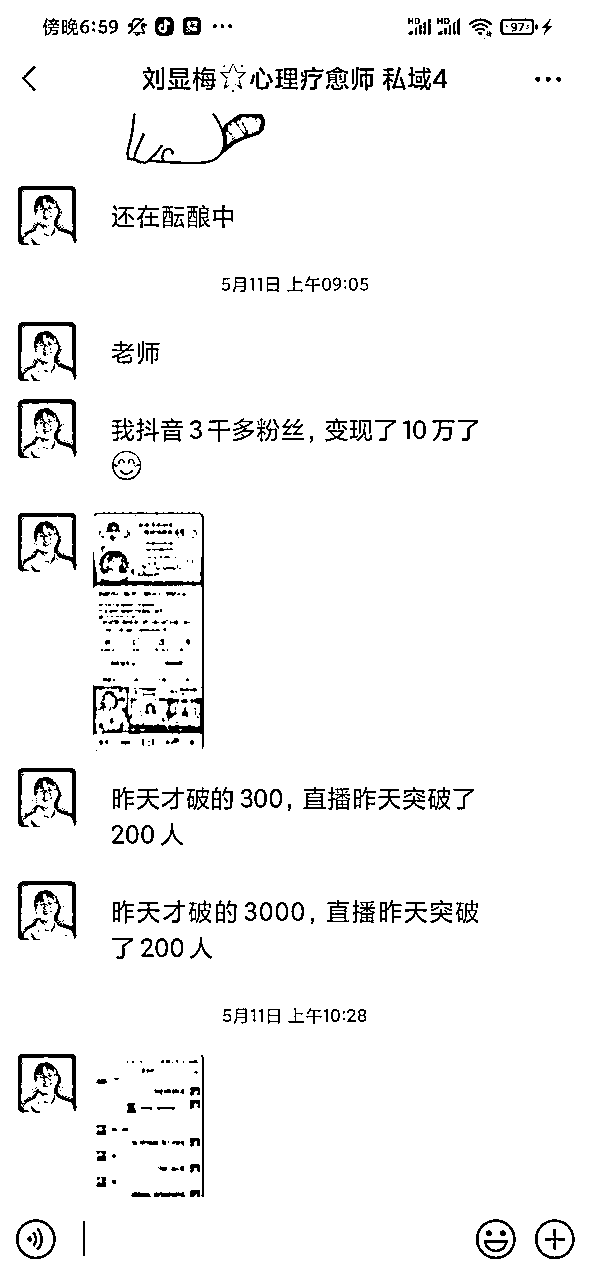 傍晚6:59
97
刘显梅☆心理疗愈师 私域4
还在酝酿中
5月11日 上午09:05
老师
我抖音3千多粉丝，变现了10万了
😊
昨天才破的300，直播昨天突破了
200人
昨天才破的3000，直播昨天突破
了200人
5月11日 上午10:28